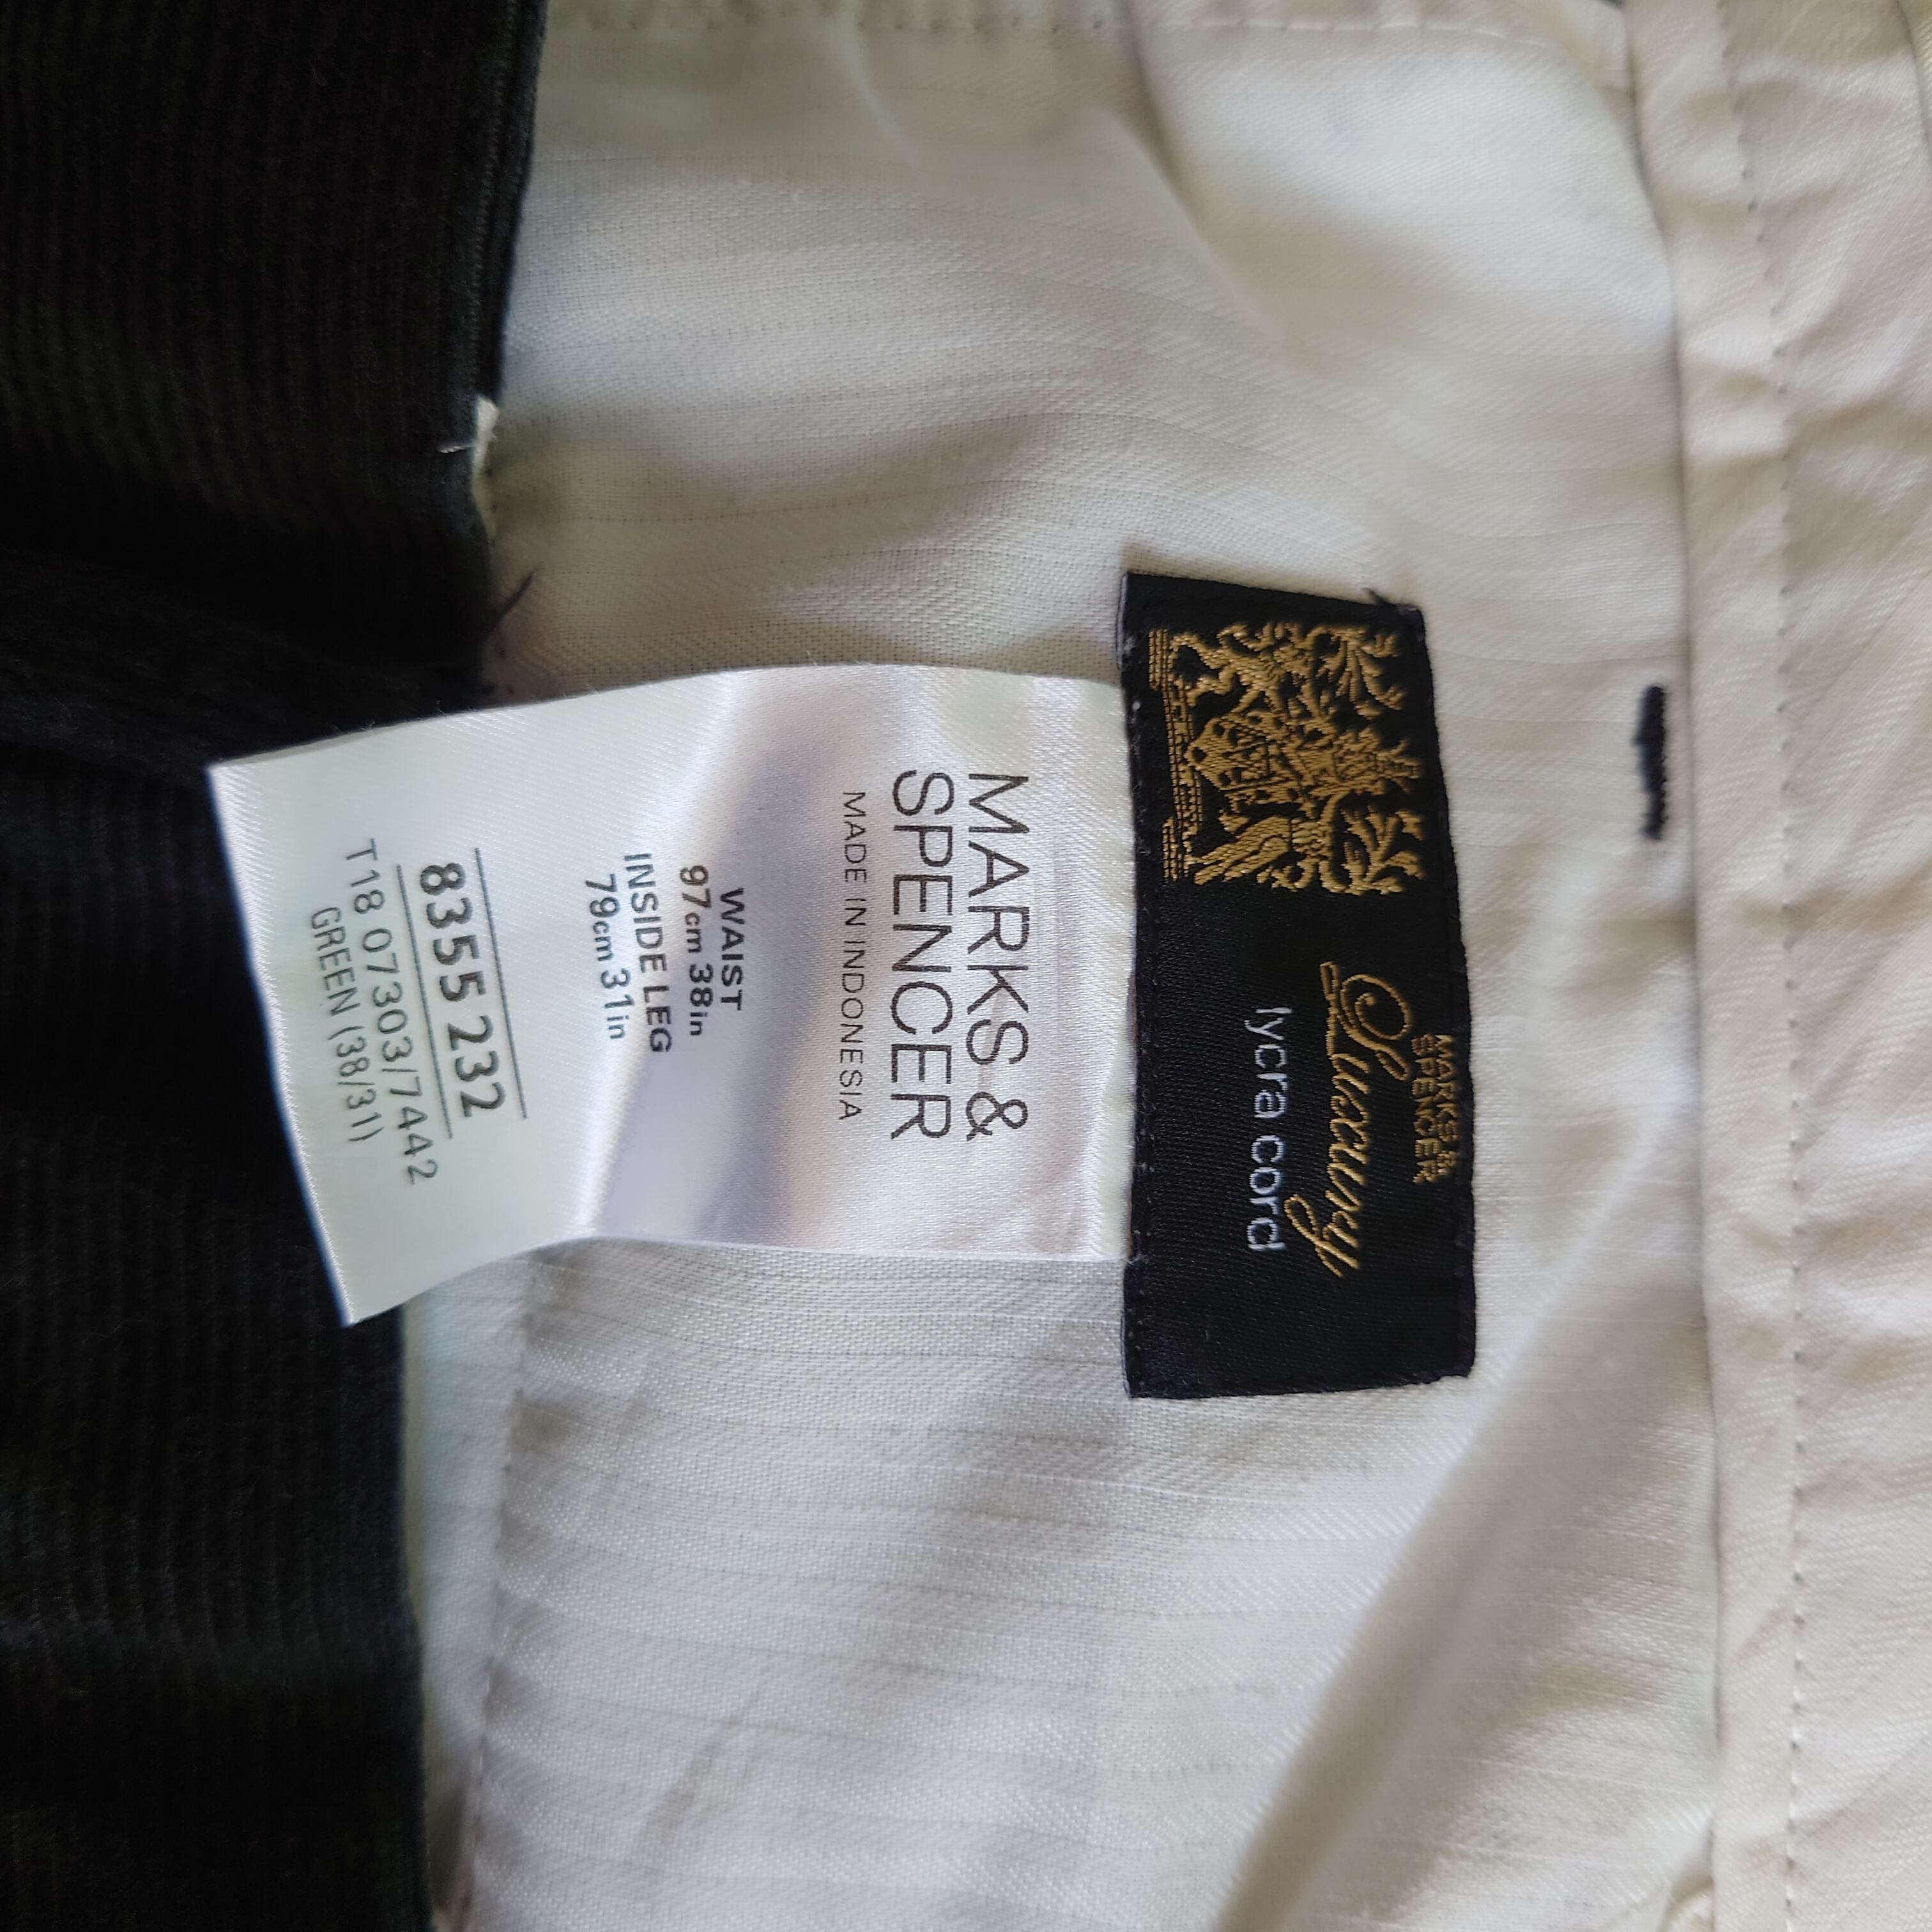 MARKS &
SPENCER
Luxury
lycra cord
MARKS &
SPENCER
MADE IN INDONESIA
WAIST
97cm 38in
INSIDE LEG
79cm 31in
8355 232
T18 07303/7442
GREEN (38/31)